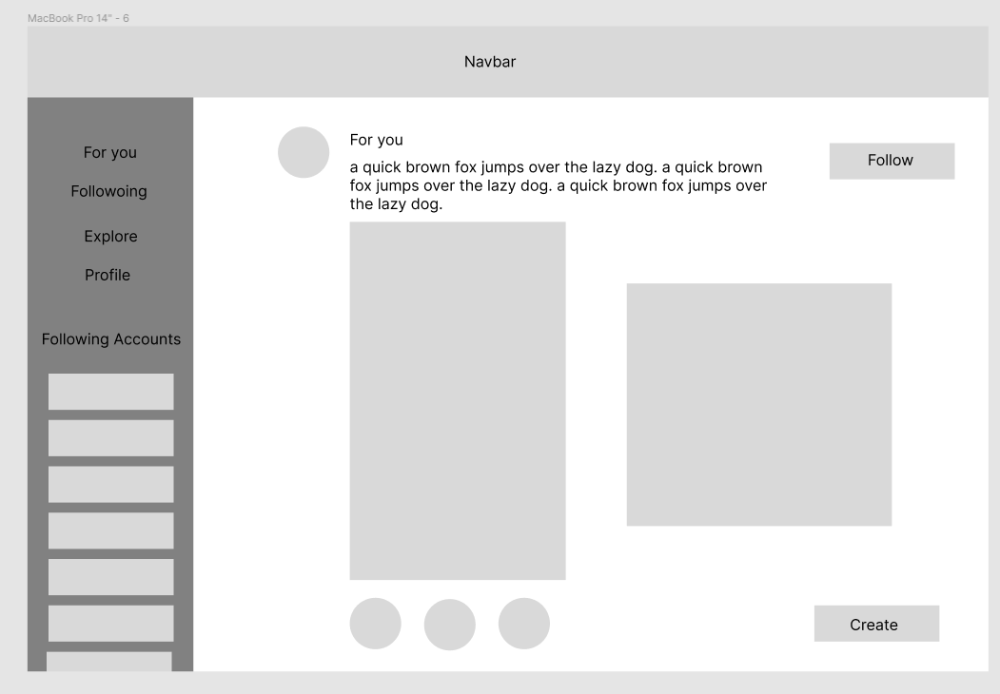 MacBook Pro 14" - 6
Navbar
For you
Followoing
Explore
Profile
Following Accounts
For you
a quick brown fox jumps over the lazy dog. a quick brown
fox jumps over the lazy dog. a quick brown fox jumps over
the lazy dog.
Follow
Create